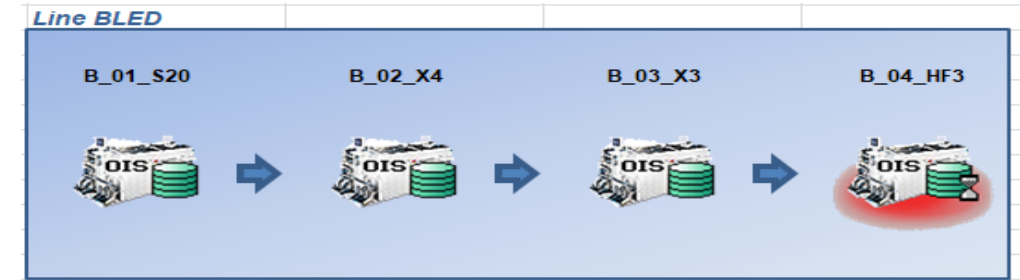 Line BLED
B_01_S20
B_02_X4
B_03_X3
B_04_HF3
OIS
OIS
OIS
OIS